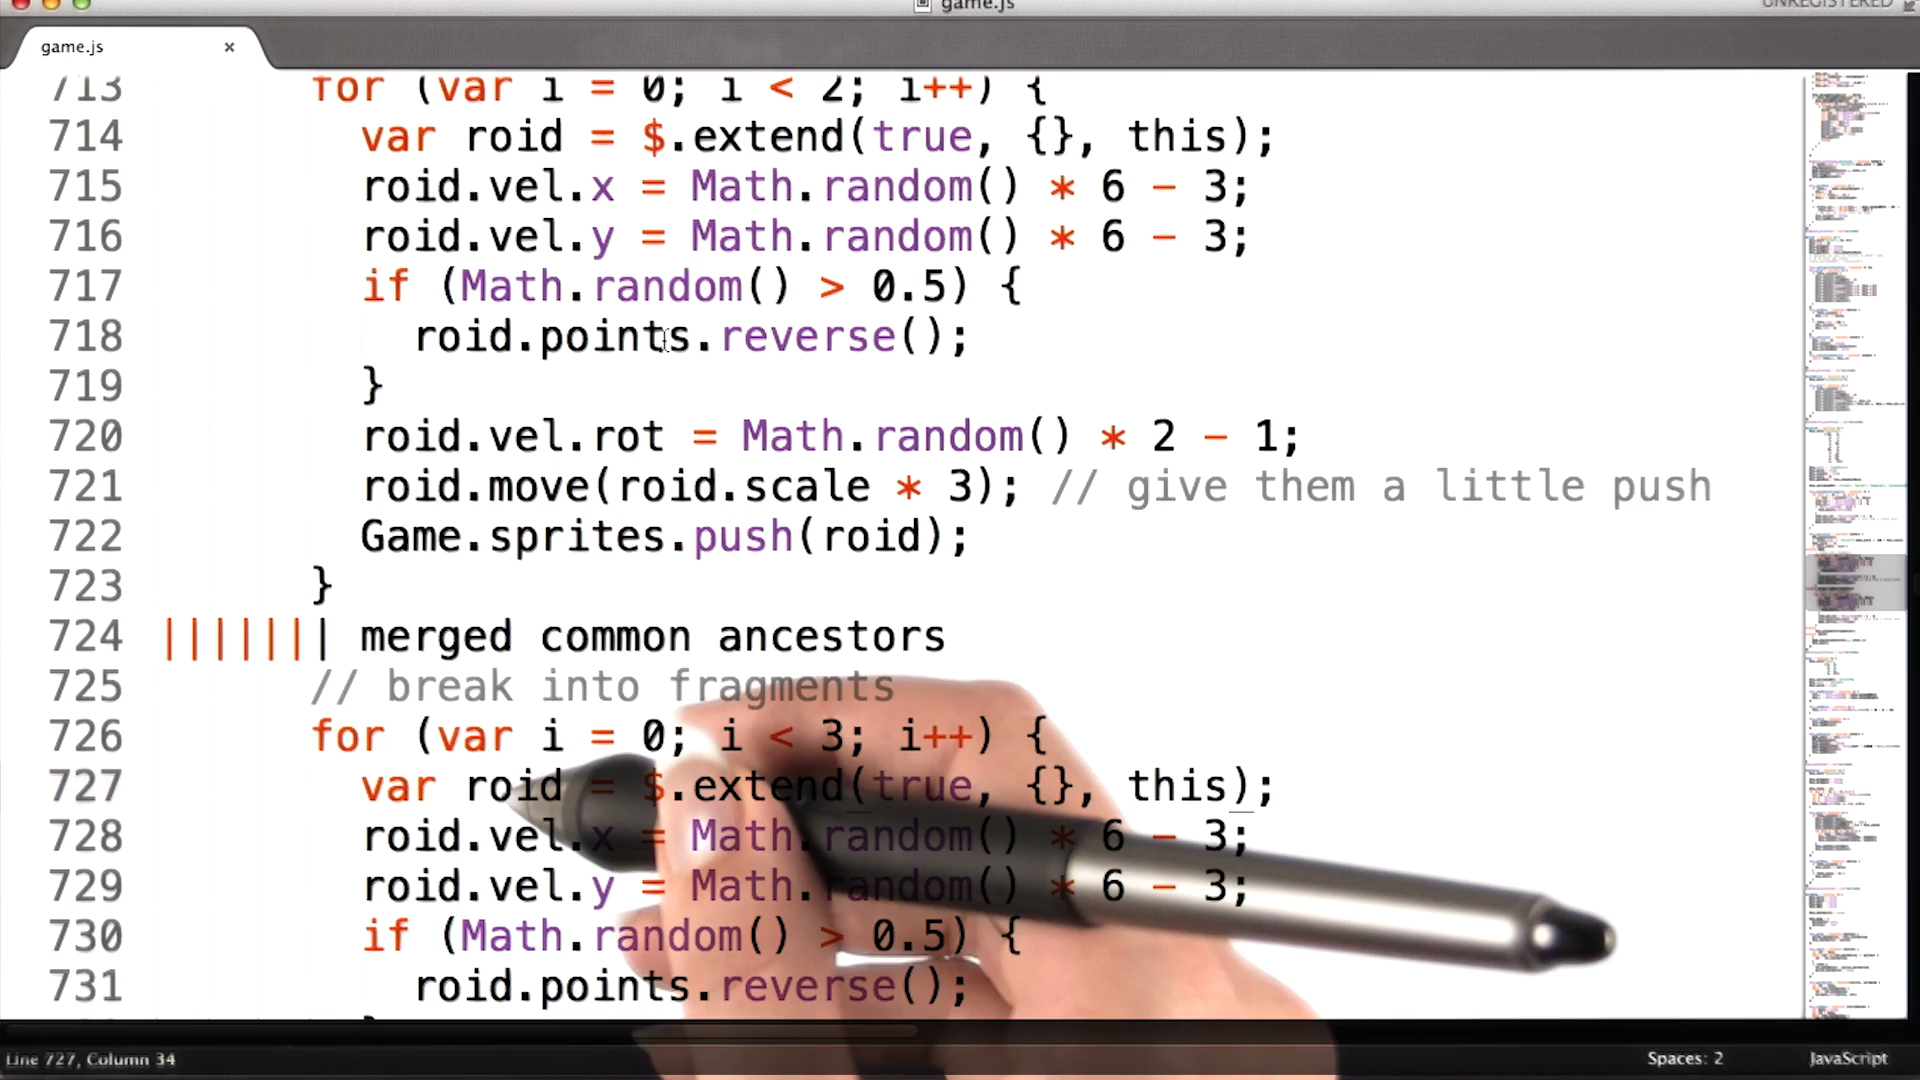 game.js
UNREGISTERED
game.js ×
713 for (var i = 0; i < 2; i++) {
714 var roid = $.extend(true, {}, this);
715 roid.vel.x = Math.random() * 6 - 3;
716 roid.vel.y = Math.random() * 6 - 3;
717 if (Math.random() > 0.5) {
718 roid.points.reverse();
719 }
720 roid.vel.rot = Math.random() * 2 - 1;
721 roid.move(roid.scale * 3); // give them a little push
722 Game.sprites.push(roid);
723 }
724 ||||||| merged common ancestors
725 // break into fragments
726 for (var i = 0; i < 3; i++) {
727 var roid = $.extend(true, {}, this);
728 roid.vel.x = Math.random() * 6 - 3;
729 roid.vel.y = Math.random() * 6 - 3;
730 if (Math.random() > 0.5) {
731 roid.points.reverse();
Line 727, Column 34
Spaces: 2
JavaScript